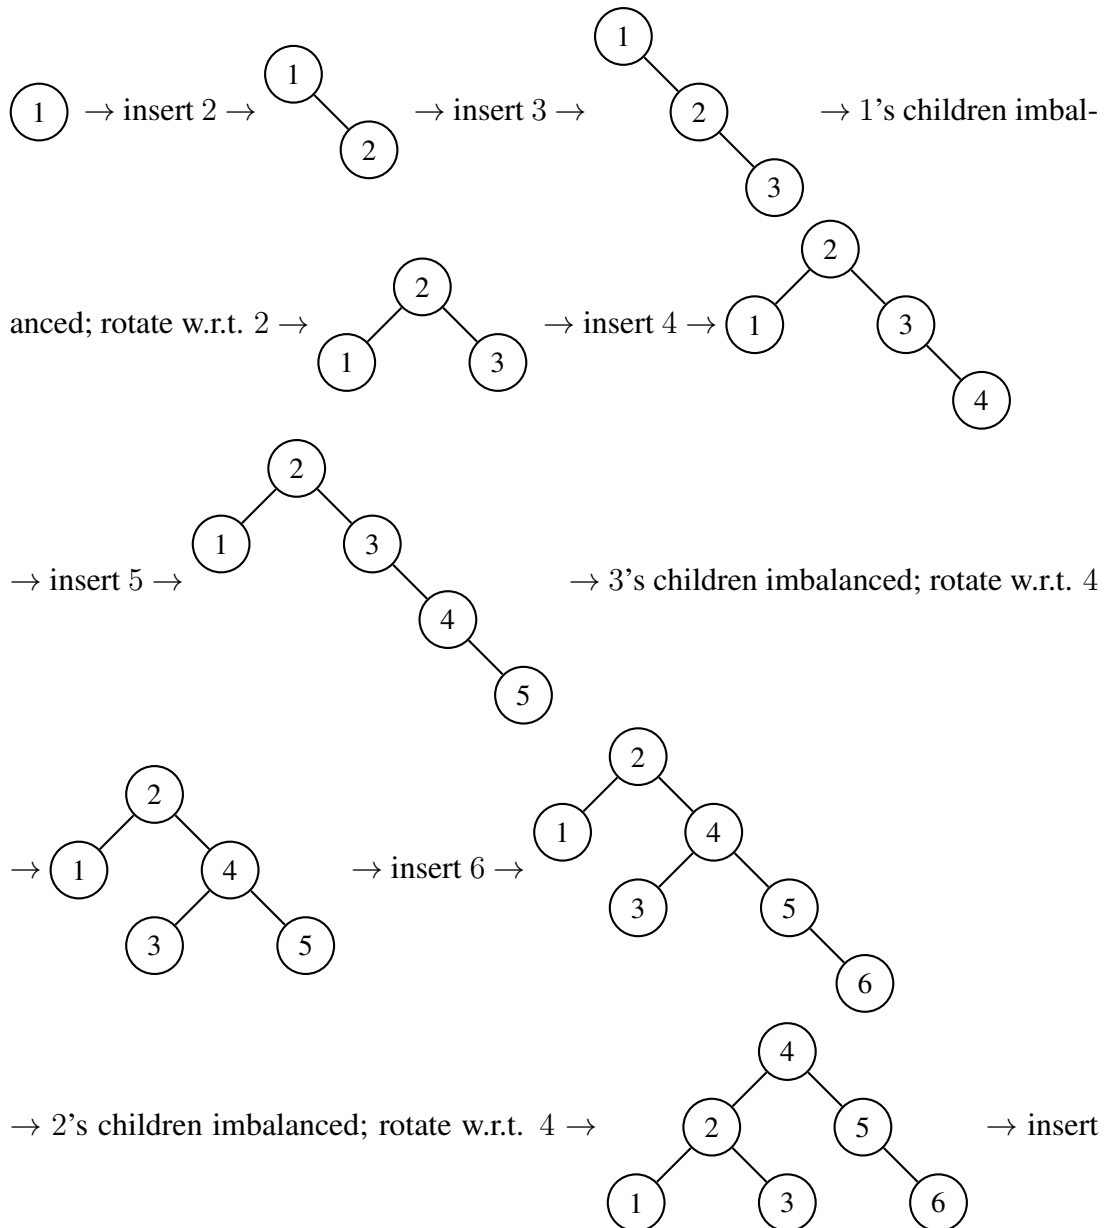 1 → insert 2 → 1 2 → insert 3 → 1 2 3 → 1's children imbal-
anced; rotate w.r.t. 2 → 2 1 3 → insert 4 → 2 1 3 4
→ insert 5 → 2 1 3 4 5 → 3's children imbalanced; rotate w.r.t. 4
→ 2 1 4 3 5 → insert 6 → 2 1 4 3 5 6
→ 2's children imbalanced; rotate w.r.t. 4 → 4 2 5 1 3 6 → insert